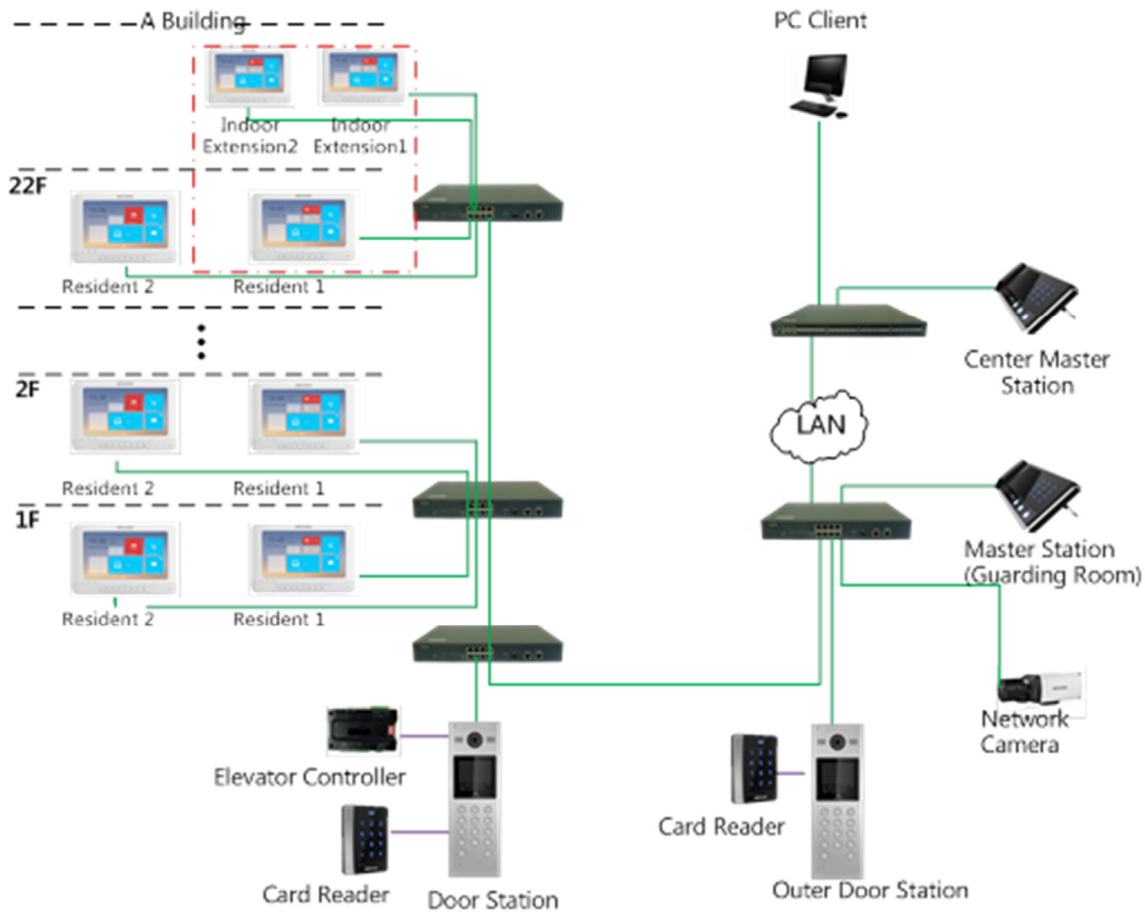 A Building
PC Client
Indoor
Extension2
Indoor
Extension1
22F
Resident 2
Resident 1
Center Master
Station
2F
LAN
Resident 2
Resident 1
1F
Master Station
(Guarding Room)
Resident 2
Resident 1
Network
Camera
Elevator Controller
Card Reader
Card Reader
Door Station
Outer Door Station